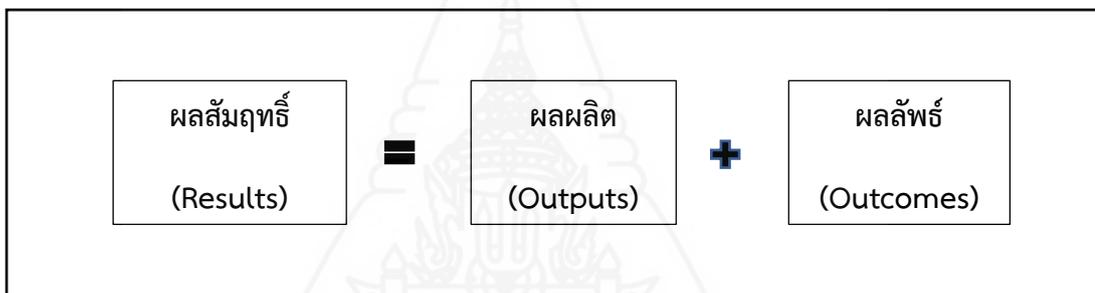 ผลสัมฤทธิ์
(Results)
=
ผลผลิต
(Outputs)
+
ผลลัพธ์
(Outcomes)